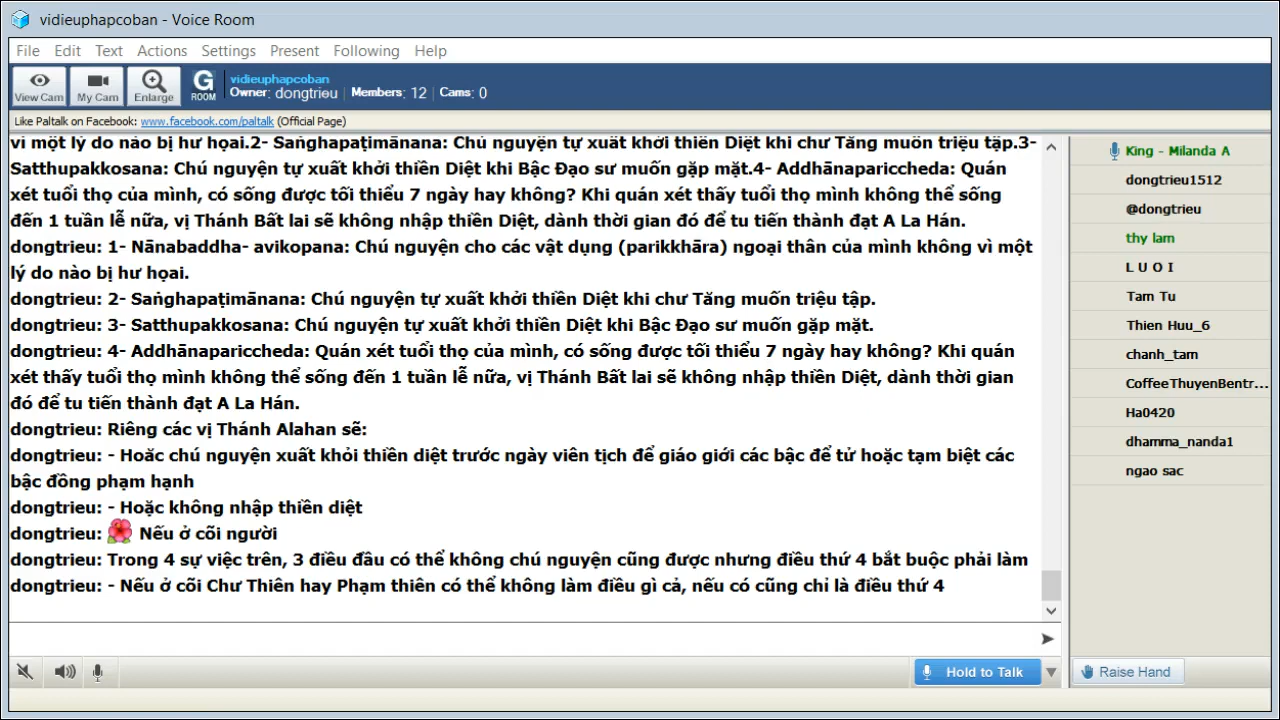 vidieuphapcoban - Voice Room
File Edit Text Actions Settings Present Following Help
View Cam My Cam Enlarge G ROOM
vidieuphapcoban
Owner: dongtrieu Members: 12 Cams: 0
Like Paltalk on Facebook: www.facebook.com/paltalk (Official Page)
vì một lý do nào bị hư họai.2- Saṅghapaṭimānana: Chú nguyện tự xuất khởi thiền Diệt khi chư Tăng muốn triệu tập.3-
Satthupakkosana: Chú nguyện tự xuất khởi thiền Diệt khi Bậc Đạo sư muốn gặp mặt.4- Addhānapariccheda: Quán
xét tuổi thọ của mình, có sống được tối thiểu 7 ngày hay không? Khi quán xét thấy tuổi thọ mình không thể sống
đến 1 tuần lễ nữa, vị Thánh Bất lai sẽ không nhập thiền Diệt, dành thời gian đó để tu tiến thành đạt A La Hán.
dongtrieu: 1- Nānabaddha- avikopana: Chú nguyện cho các vật dụng (parikkhāra) ngoại thân của mình không vì một
lý do nào bị hư họai.
dongtrieu: 2- Saṅghapaṭimānana: Chú nguyện tự xuất khởi thiền Diệt khi chư Tăng muốn triệu tập.
dongtrieu: 3- Satthupakkosana: Chú nguyện tự xuất khởi thiền Diệt khi Bậc Đạo sư muốn gặp mặt.
dongtrieu: 4- Addhānapariccheda: Quán xét tuổi thọ của mình, có sống được tối thiểu 7 ngày hay không? Khi quán
xét thấy tuổi thọ mình không thể sống đến 1 tuần lễ nữa, vị Thánh Bất lai sẽ không nhập thiền Diệt, dành thời gian
đó để tu tiến thành đạt A La Hán.
dongtrieu: Riêng các vị Thánh Alahan sẽ:
dongtrieu: - Hoăc chú nguyện xuất khỏi thiền diệt trước ngày viên tịch để giáo giới các bậc để tử hoặc tạm biệt các
bậc đồng phạm hạnh
dongtrieu: - Hoặc không nhập thiền diệt
dongtrieu: 🌺 Nếu ở cõi người
dongtrieu: Trong 4 sự việc trên, 3 điều đầu có thể không chú nguyện cũng được nhưng điều thứ 4 bắt buộc phải làm
dongtrieu: - Nếu ở cõi Chư Thiên hay Phạm thiên có thể không làm điều gì cả, nếu có cũng chỉ là điều thứ 4
King - Milanda A
dongtrieu1512
@dongtrieu
thy lam
L U O I
Tam Tu
Thien Huu_6
chanh_tam
CoffeeThuyenBentr...
Ha0420
dhamma_nanda1
ngao sac
Hold to Talk
Raise Hand